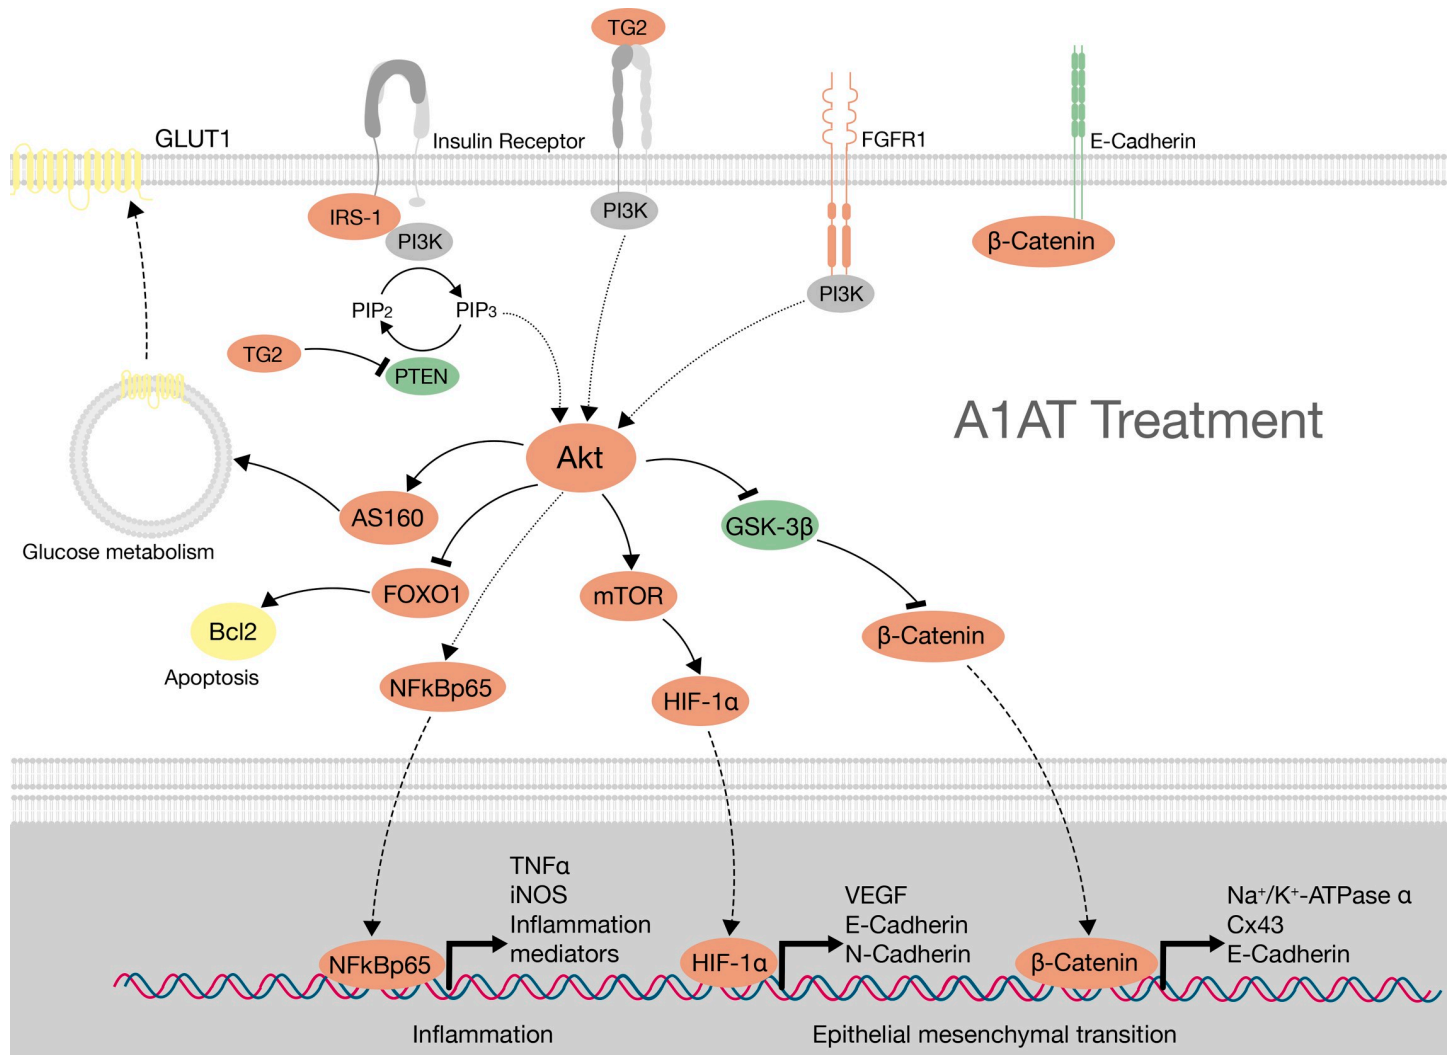 TG2
GLUT1
Insulin Receptor
FGFR1
E-Cadherin
IRS-1
PI3K
PI3K
β-Catenin
PI3K
PIP2
PIP3
TG2
PTEN
A1AT Treatment
Akt
AS160
GSK-3β
Glucose metabolism
FOXO1
mTOR
Bcl2
β-Catenin
Apoptosis
NFkBp65
HIF-1α
TNFα
iNOS
Inflammation
mediators
VEGF
E-Cadherin
N-Cadherin
Na⁺/K⁺-ATPase α
Cx43
E-Cadherin
NFkBp65
HIF-1α
β-Catenin
Inflammation
Epithelial mesenchymal transition